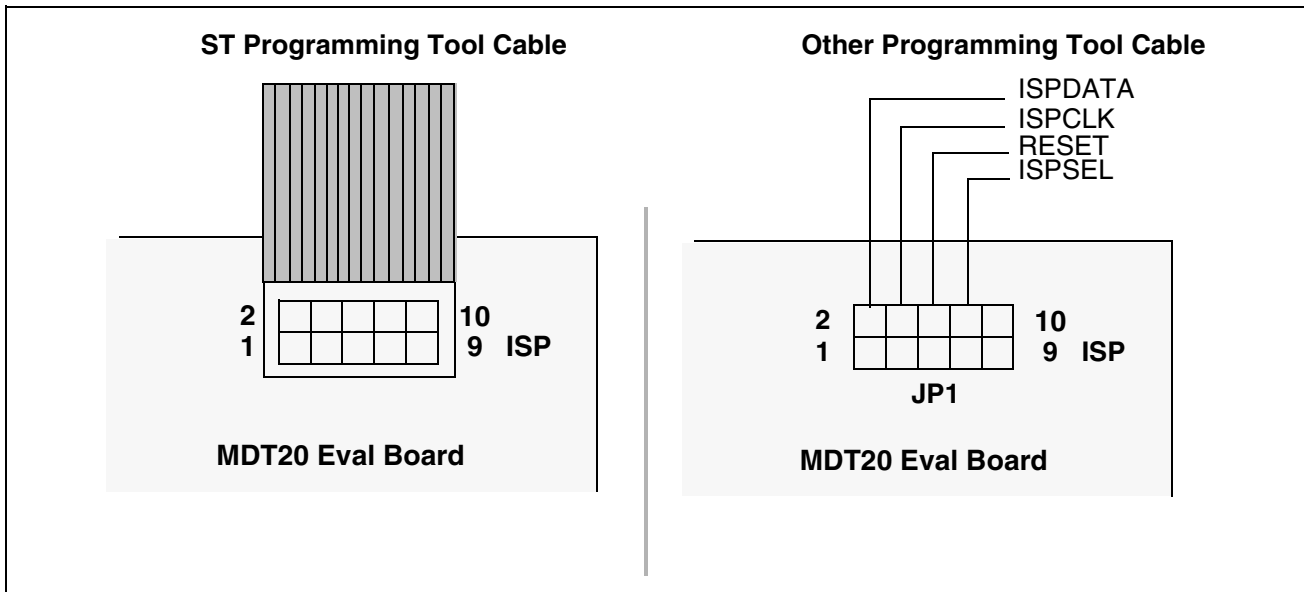 ST Programming Tool Cable
2
10
1
9 ISP
MDT20 Eval Board
Other Programming Tool Cable
ISPDATA
ISPCLK
RESET
ISPSEL
2
10
1
9 ISP
JP1
MDT20 Eval Board